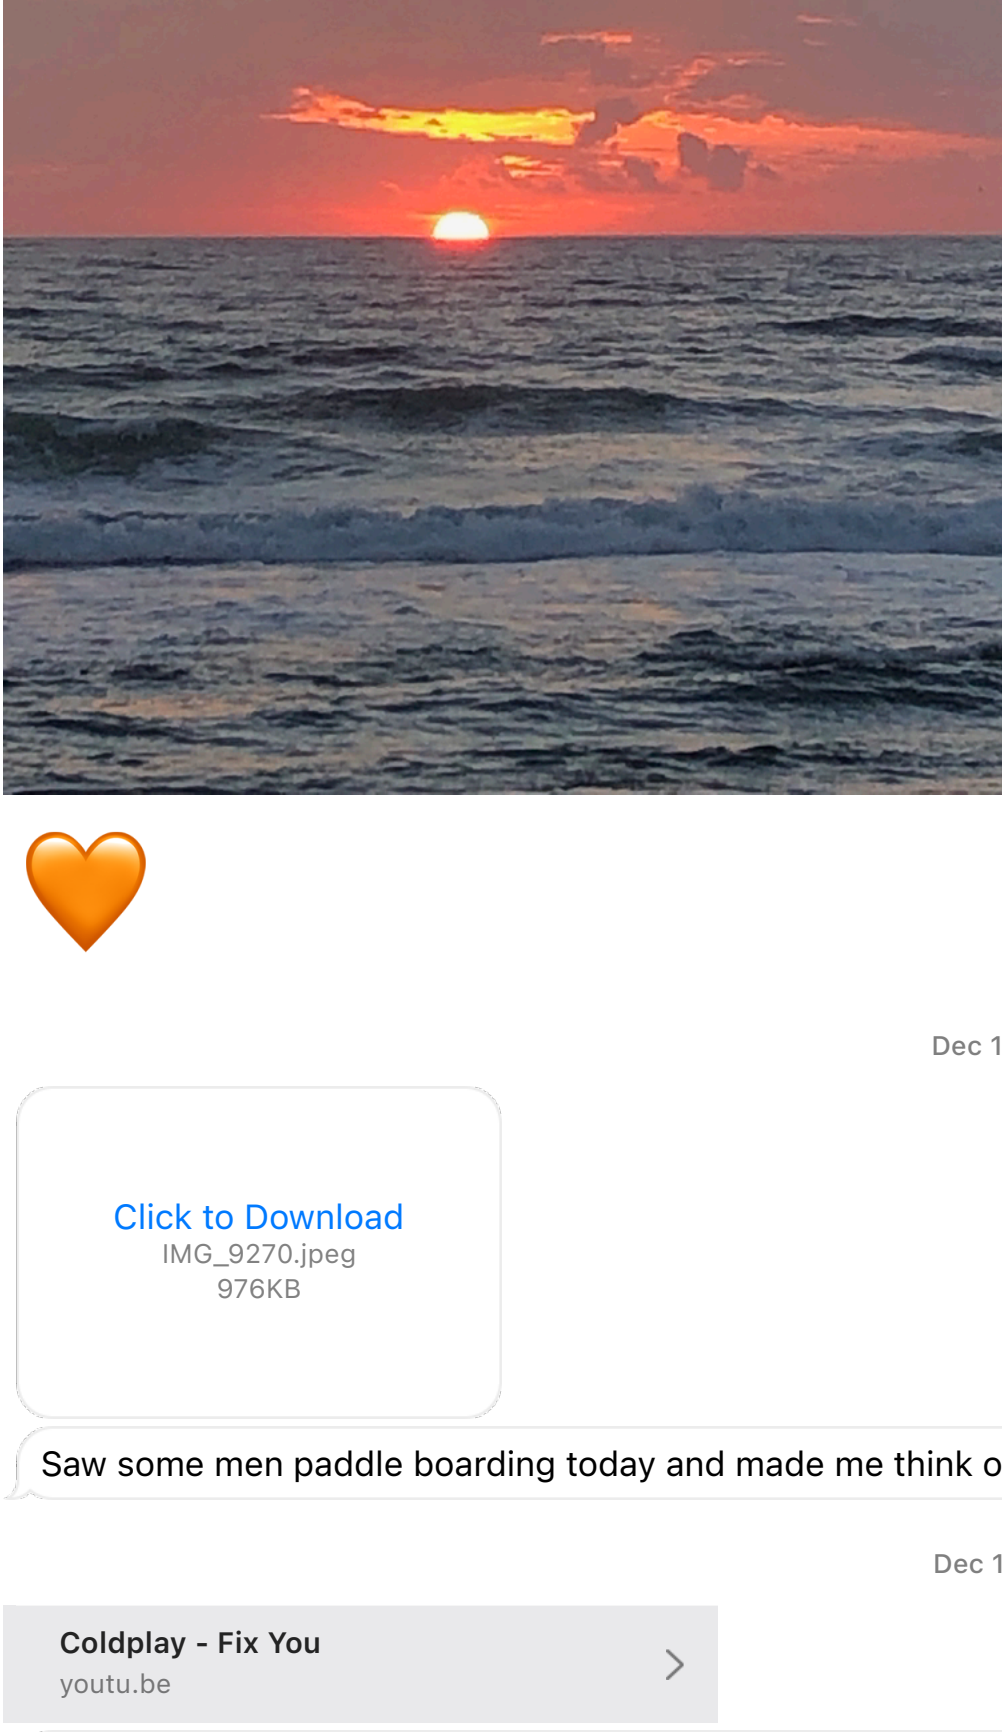 Dec 1
Click to Download
IMG_9270.jpeg
976KB
Saw some men paddle boarding today and made me think o
Dec 1
Coldplay - Fix You
youtu.be